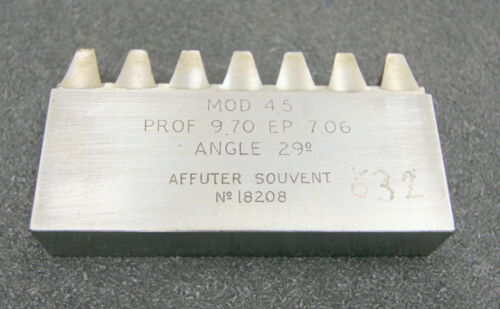 MOD 4.5
PROF 9.70 EP 7.06
ANGLE 29º
AFFUTER SOUVENT
Nº 18208
632